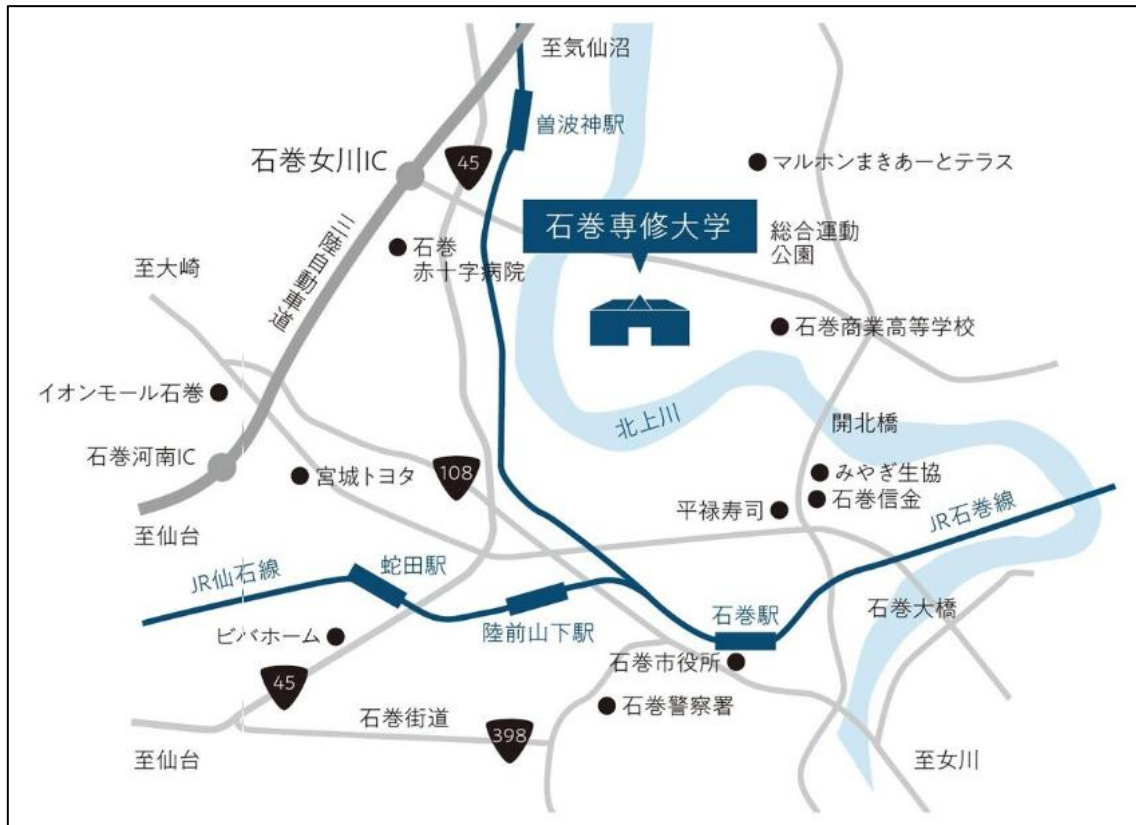 至気仙沼
曽波神駅
石巻女川IC
45
マルホンまきあーとテラス
石巻専修大学
総合運動
公園
石巻
赤十字病院
至大崎
三陸自動車道
石巻商業高等学校
イオンモール石巻
北上川
開北橋
石巻河南IC
宮城トヨタ
108
みやぎ生協
石巻信金
平禄寿司
JR石巻線
至仙台
蛇田駅
JR仙石線
石巻駅
石巻大橋
陸前山下駅
ビバホーム
石巻市役所
45
石巻警察署
石巻街道
398
至仙台
至女川